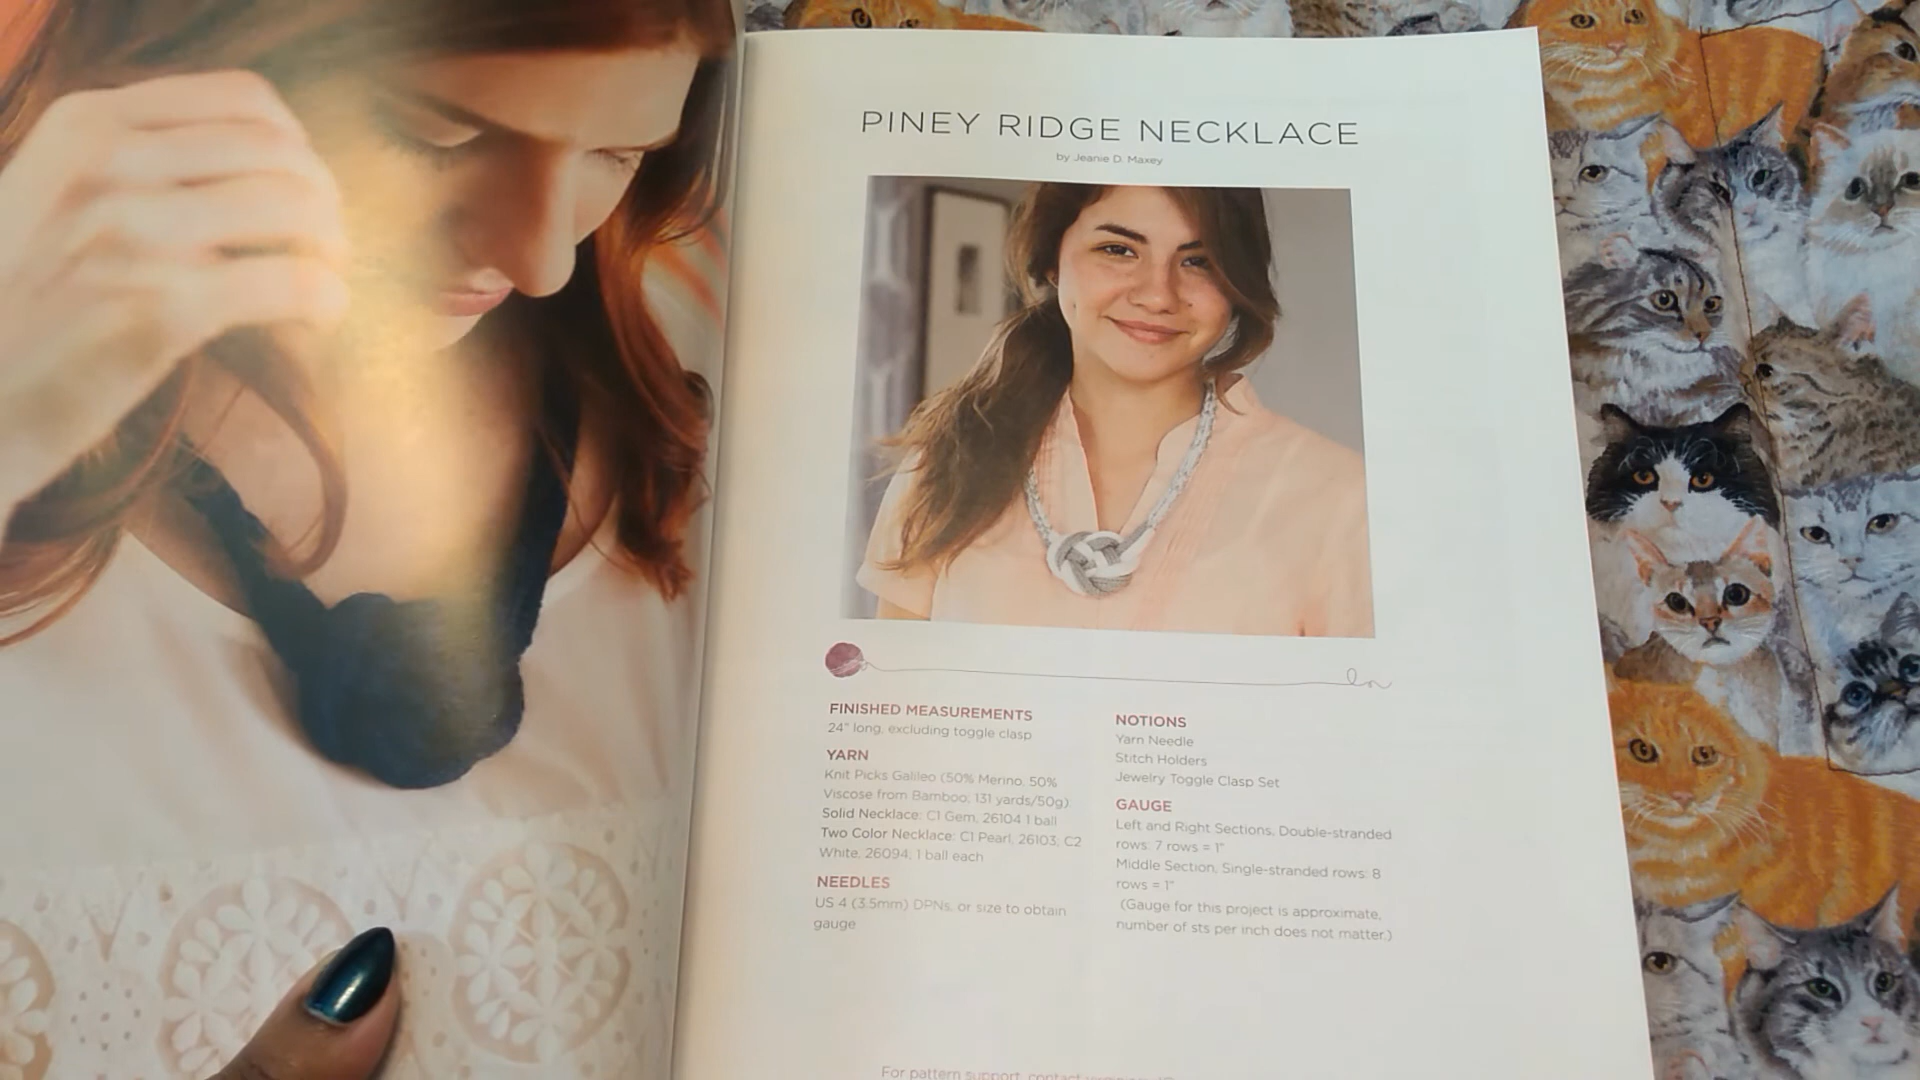 PINEY RIDGE NECKLACE
by Jeanie D. Maxey
FINISHED MEASUREMENTS
24" long, excluding toggle clasp
YARN
Knit Picks Galileo (50% Merino, 50%
Viscose from Bamboo; 131 yards/50g)
Solid Necklace: C1 Gem, 26104 1 ball
Two Color Necklace: C1 Pearl, 26103; C2
White, 26094; 1 ball each
NEEDLES
US 4 (3.5mm) DPNs, or size to obtain
gauge
NOTIONS
Yarn Needle
Stitch Holders
Jewelry Toggle Clasp Set
GAUGE
Left and Right Sections, Double-stranded
rows: 7 rows = 1"
Middle Section, Single-stranded rows: 8
rows = 1"
(Gauge for this project is approximate,
number of sts per inch does not matter.)
For pattern support, contact